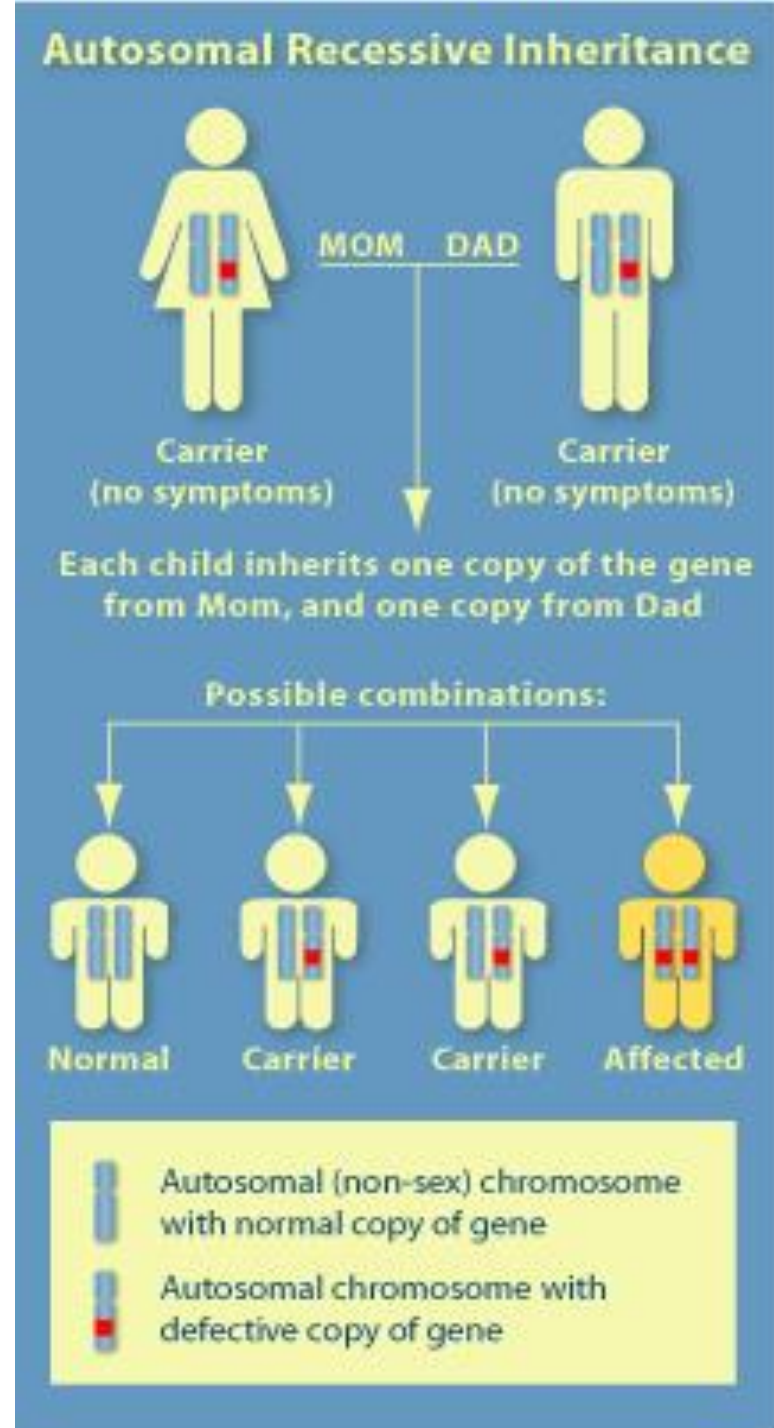 Autosomal Recessive Inheritance
MOM DAD
Carrier
(no symptoms)
Carrier
(no symptoms)
Each child inherits one copy of the gene
from Mom, and one copy from Dad
Possible combinations:
Normal
Carrier
Carrier
Affected
Autosomal (non-sex) chromosome
with normal copy of gene
Autosomal chromosome with
defective copy of gene